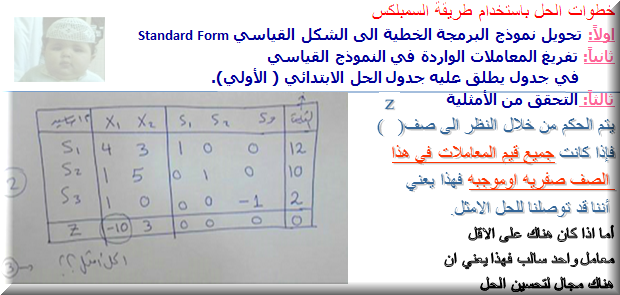 خطوات الحل باستخدام طريقة السمبلكس
اولاً: تحويل نموذج البرمجة الخطية الى الشكل القياسي Standard Form
ثانياً: تفريغ المعاملات الواردة في النموذج القياسي
في جدول يطلق عليه جدول الحل الابتدائي ( الأولي).
ثالثاً: التحقق من الأمثلية
z
يتم الحكم من خلال النظر الى صف( )
فإذا كانت جميع قيم المعاملات في هذا
الصف صفريه اوموجبه فهذا يعني
أننا قد توصلنا للحل الامثل.
أما اذا كان هناك على الاقل
معامل واحد سالب فهذا يعني ان
هناك مجال لتحسين الحل
X1 X2 S1 S2 S3
S1 4 3 1 0 0 12
S2 1 5 0 1 0 10
S3 1 0 0 0 -1 2
Z -10 3 0 0 0 0
2
3